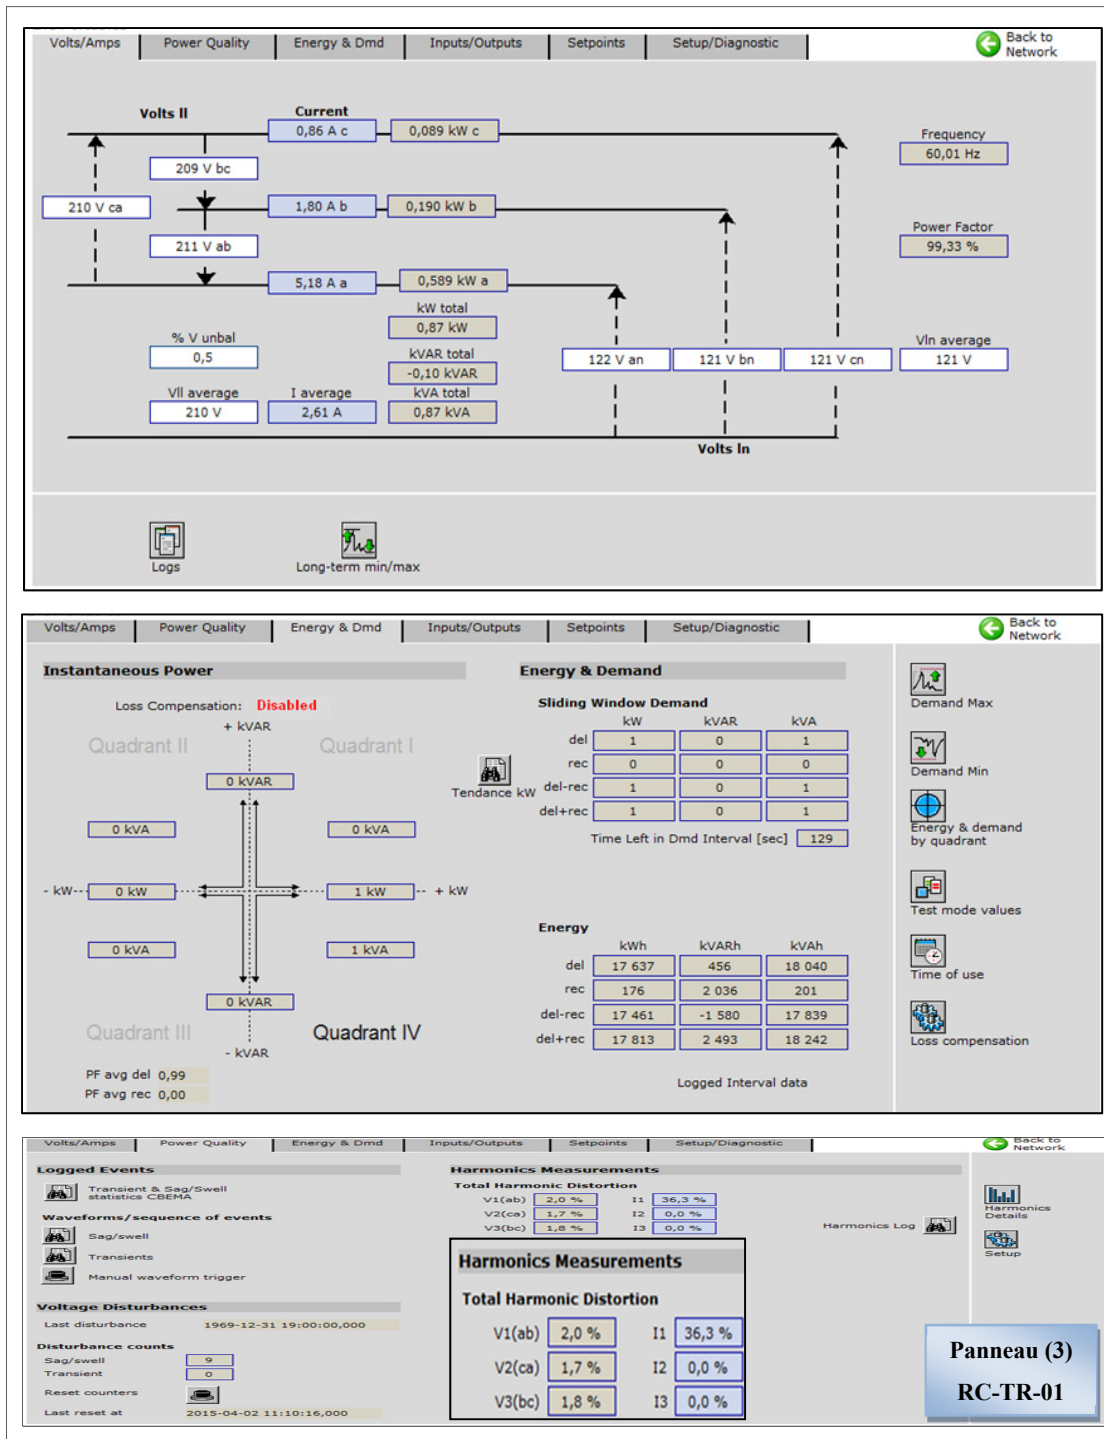 Volts/Amps Power Quality Energy & Dmd Inputs/Outputs Setpoints Setup/Diagnostic Back to Network
Volts ll Current
0,86 A c 0,089 kW c
Frequency
60,01 Hz
209 V bc
210 V ca
1,80 A b 0,190 kW b
Power Factor
99,33 %
211 V ab
5,18 A a 0,589 kW a
kW total
0,87 kW
% V unbal
0,5
kVAR total
-0,10 kVAR
122 V an 121 V bn 121 V cn
Vln average
121 V
Vll average I average kVA total
210 V 2,61 A 0,87 kVA
Volts ln
Logs Long-term min/max
Volts/Amps Power Quality Energy & Dmd Inputs/Outputs Setpoints Setup/Diagnostic Back to Network
Instantaneous Power
Loss Compensation: Disabled
+ kVAR
Quadrant II Quadrant I
0 kVAR
0 kVA 0 kVA
- kW 0 kW 1 kW + kW
0 kVA 1 kVA
0 kVAR
Quadrant III Quadrant IV
- kVAR
PF avg del 0,99
PF avg rec 0,00
Tendance kW
Energy & Demand
Sliding Window Demand
kW kVAR kVA
del 1 0 1
rec 0 0 0
del-rec 1 0 1
del+rec 1 0 1
Time Left in Dmd Interval [sec] 129
Energy
kWh kVARh kVAh
del 17 637 456 18 040
rec 176 2 036 201
del-rec 17 461 -1 580 17 839
del+rec 17 813 2 493 18 242
Logged Interval data
Demand Max
Demand Min
Energy & demand
by quadrant
Test mode values
Time of use
Loss compensation
Volts/Amps Power Quality Energy & Dmd Inputs/Outputs Setpoints Setup/Diagnostic Back to Network
Logged Events
Transient & Sag/Swell
statistics CBEMA
Waveforms/sequence of events
Sag/swell
Transients
Manual waveform trigger
Voltage Disturbances
Last disturbance 1969-12-31 19:00:00,000
Disturbance counts
Sag/swell 9
Transient 0
Reset counters
Last reset at 2015-04-02 11:10:16,000
Harmonics Measurements
Total Harmonic Distortion
V1(ab) 2,0 % I1 36,3 %
V2(ca) 1,7 % I2 0,0 %
V3(bc) 1,8 % I3 0,0 %
Harmonics Log
Harmonics
Details
Setup
Harmonics Measurements
Total Harmonic Distortion
V1(ab) 2,0 % I1 36,3 %
V2(ca) 1,7 % I2 0,0 %
V3(bc) 1,8 % I3 0,0 %
Panneau (3)
RC-TR-01